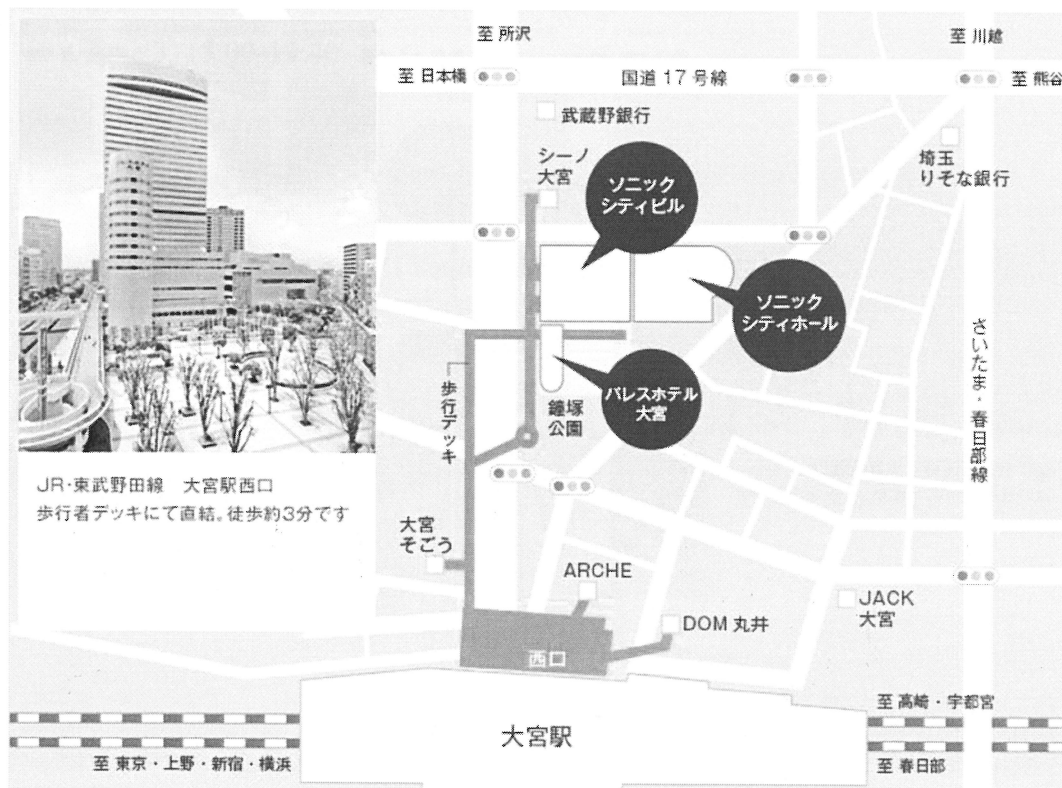 至 所沢
至 川越
至 日本橋
国道 17 号線
至 熊谷
武蔵野銀行
シーノ
大宮
ソニック
シティビル
埼玉
りそな銀行
ソニック
シティホール
さいたま・春日部線
歩行デッキ
鐘塚
公園
パレスホテル
大宮
JR・東武野田線 大宮駅西口
歩行者デッキにて直結。徒歩約3分です
大宮
そごう
ARCHE
JACK
大宮
DOM 丸井
西口
至 高崎・宇都宮
大宮駅
至 東京・上野・新宿・横浜
至 春日部